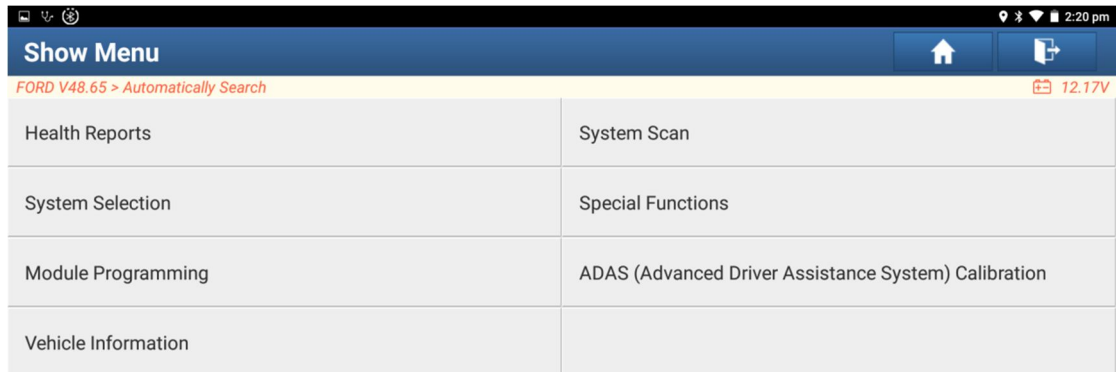 2:20 pm
Show Menu
FORD V48.65 > Automatically Search
12.17V
Health Reports
System Scan
System Selection
Special Functions
Module Programming
ADAS (Advanced Driver Assistance System) Calibration
Vehicle Information